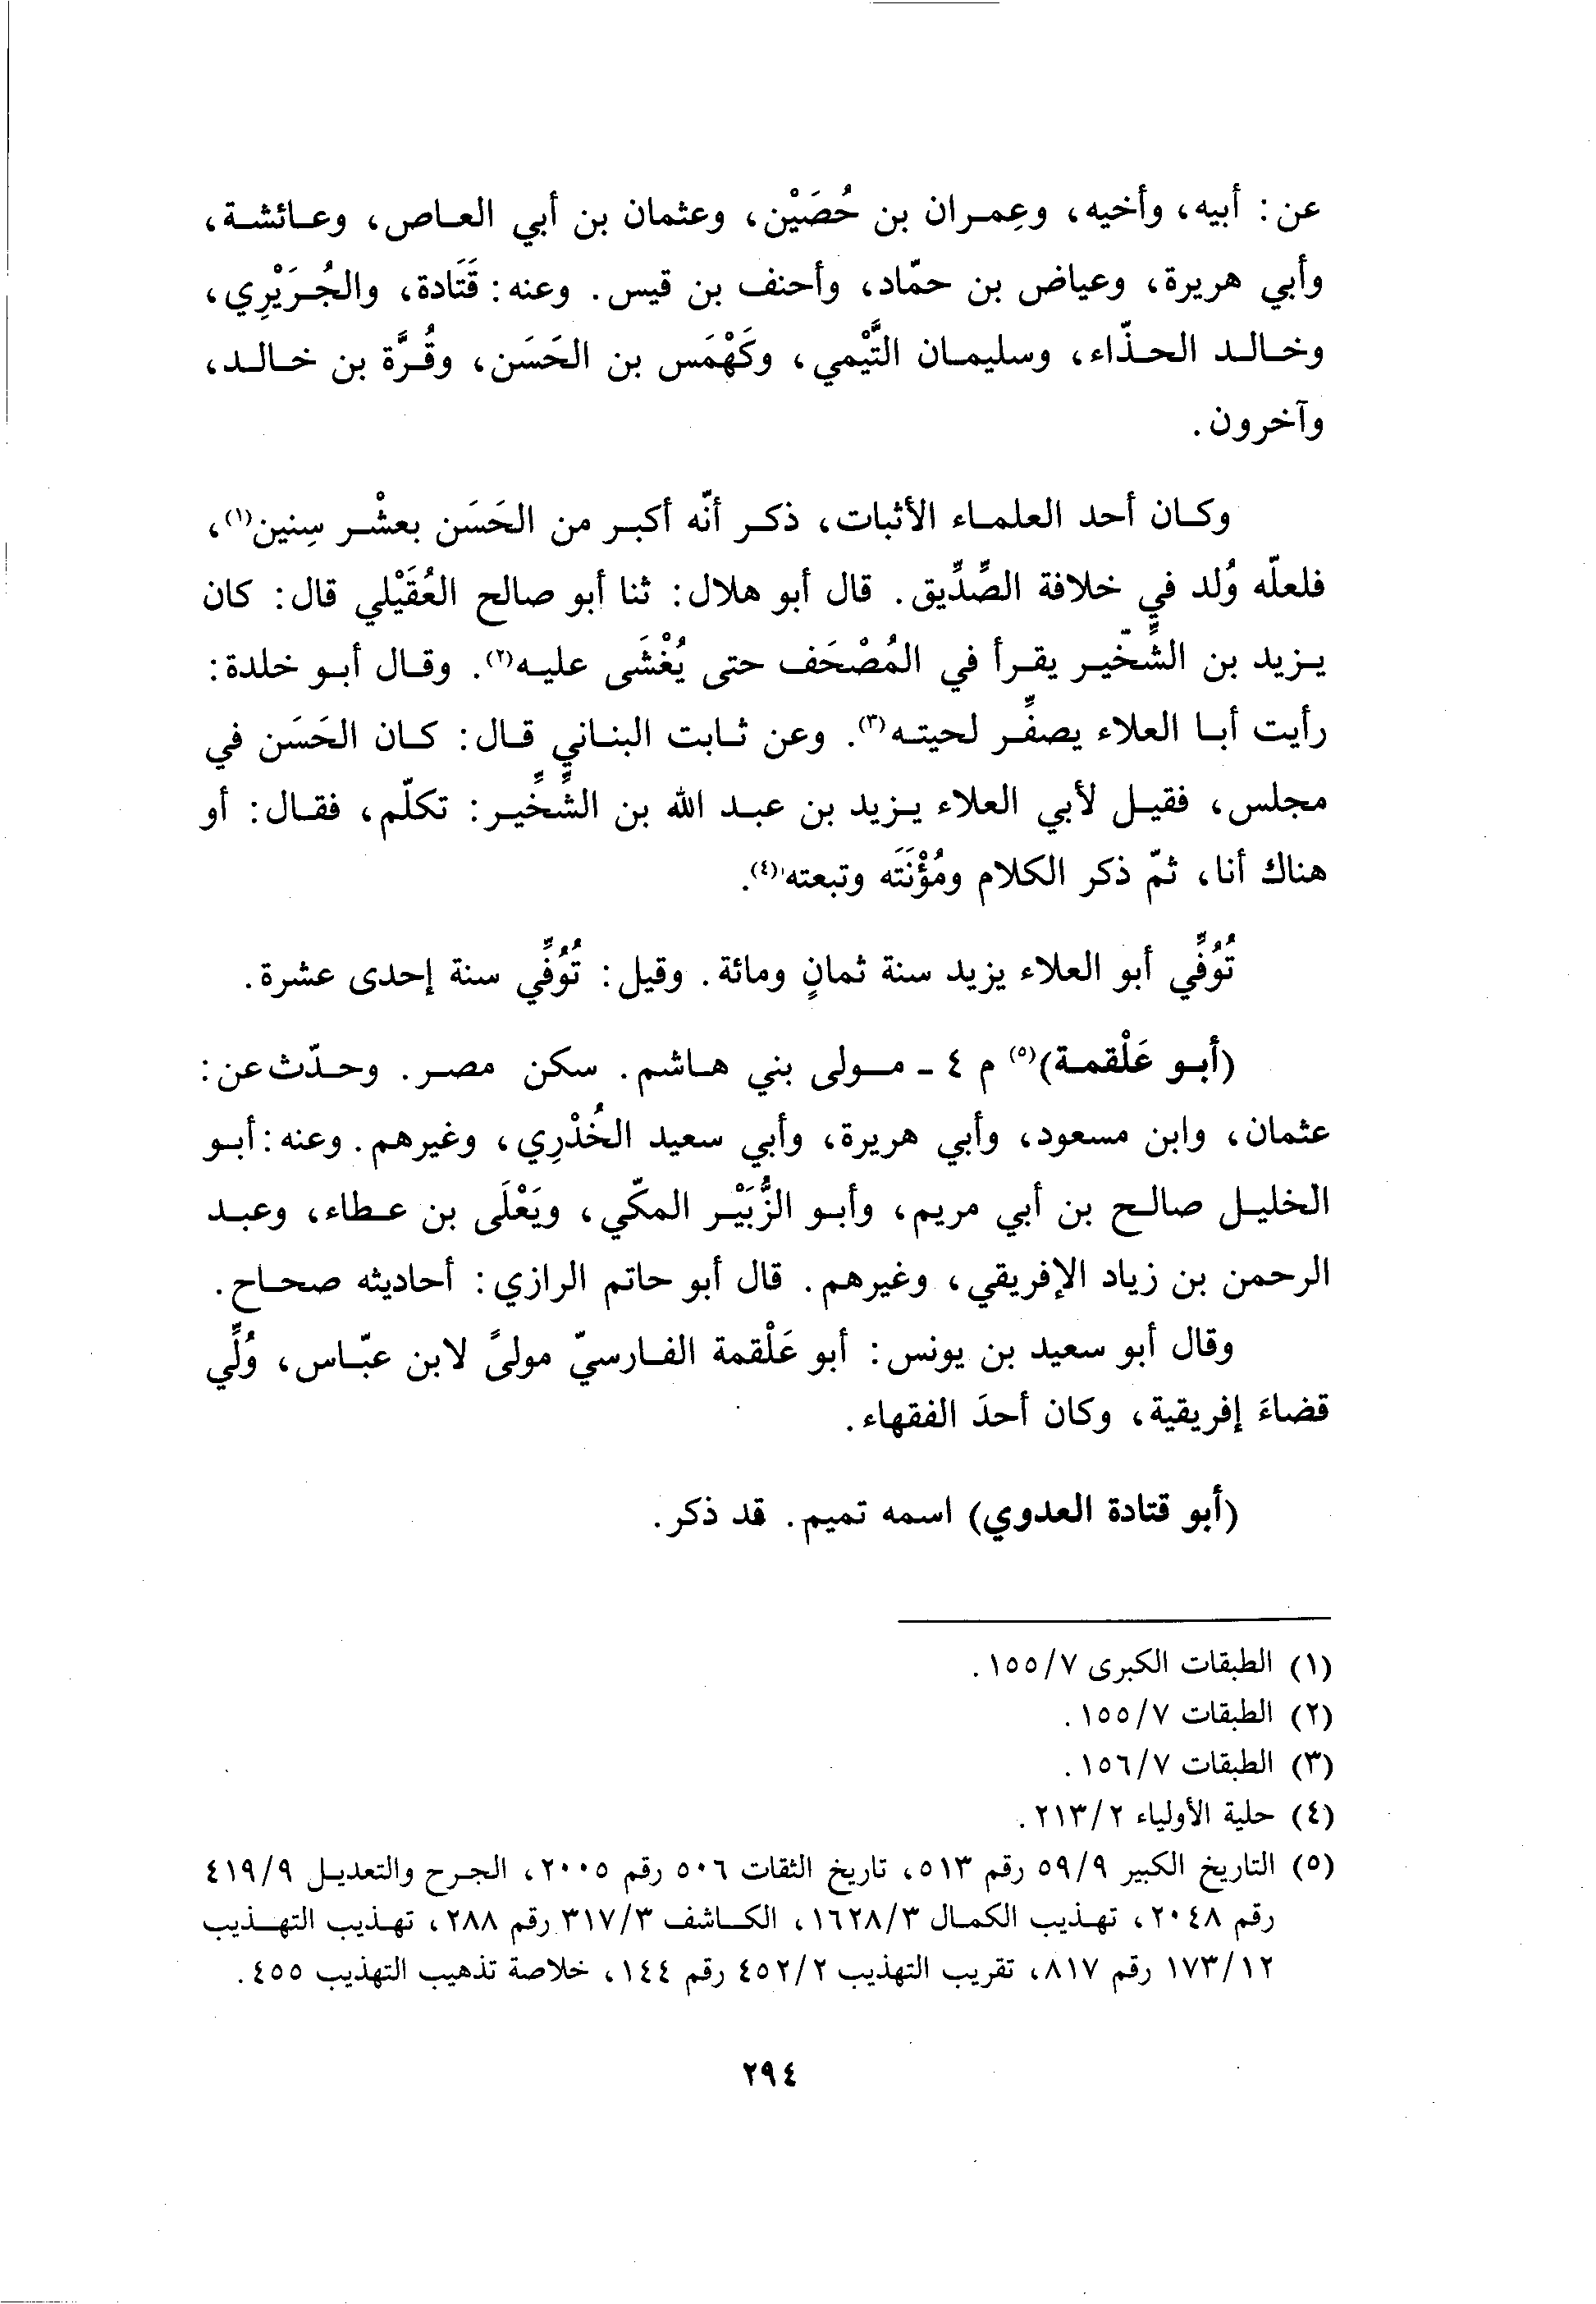 عن: أبيه، وأخيه، وعِمران بن حُصَيْن، وعثمان بن أبي العاص، وعائشة،
وأبي هريرة، وعياض بن حمّاد، وأحنف بن قيس. وعنه: قَتَادة، والجُرَيْرِي،
وخالد الحذّاء، وسليمان التَّيْمي، وكَهْمَس بن الحَسَن، وقُرَّة بن خالد،
وآخرون.
وكان أحد العلماء الأثبات، ذكر أنّه أكبر من الحَسَن بعشْر سِنين(١)،
فلعلّه وُلد في خلافة الصِّدِّيق. قال أبو هلال: ثنا أبو صالح العُقَيْلي قال: كان
يزيد بن الشِّخّير يقرأ في المُصْحَف حتى يُغْشَى عليه(٢). وقال أبو خلدة:
رأيت أبا العلاء يصفِّر لحيته(٣). وعن ثابت البناني قال: كان الحَسَن في
مجلس، فقيل لأبي العلاء يزيد بن عبد الله بن الشِّخِّير: تكلّم، فقال: أو
هناك أنا، ثمّ ذكر الكلام ومُؤْنَتَه وتبعته(٤).
تُوُفِّي أبو العلاء يزيد سنة ثمانٍ ومائة. وقيل: تُوُفِّي سنة إحدى عشرة.
(أبو عَلْقمة)(٥) م ٤ - مولى بني هاشم. سكن مصر. وحدّث عن:
عثمان، وابن مسعود، وأبي هريرة، وأبي سعيد الخُدْرِي، وغيرهم. وعنه: أبو
الخليل صالح بن أبي مريم، وأبو الزُّبَيْر المكّي، ويَعْلَى بن عطاء، وعبد
الرحمن بن زياد الإفريقي، وغيرهم. قال أبو حاتم الرازي: أحاديثه صحاح.
وقال أبو سعيد بن يونس: أبو عَلْقمة الفارسيّ مولىً لابن عبّاس، وُلِّي
قضاءَ إفريقية، وكان أحدَ الفقهاء.
(أبو قتادة العدوي) اسمه تميم. قد ذكر.
(١) الطبقات الكبرى ٧/١٥٥.
(٢) الطبقات ٧/١٥٥.
(٣) الطبقات ٧/١٥٦.
(٤) حلية الأولياء ٢/٢١٣.
(٥) التاريخ الكبير ٩/٥٩ رقم ٥١٣، تاريخ الثقات ٥٠٦ رقم ٢٠٠٥، الجرح والتعديل ٩/٤١٩
رقم ٢٠٤٨، تهذيب الكمال ٣/١٦٢٨، الكاشف ٣/٣١٧ رقم ٢٨٨، تهذيب التهذيب
١٢/١٧٣ رقم ٨١٧، تقريب التهذيب ٢/٤٥٢ رقم ١٤٤، خلاصة تذهيب التهذيب ٤٥٥.
٢٩٤